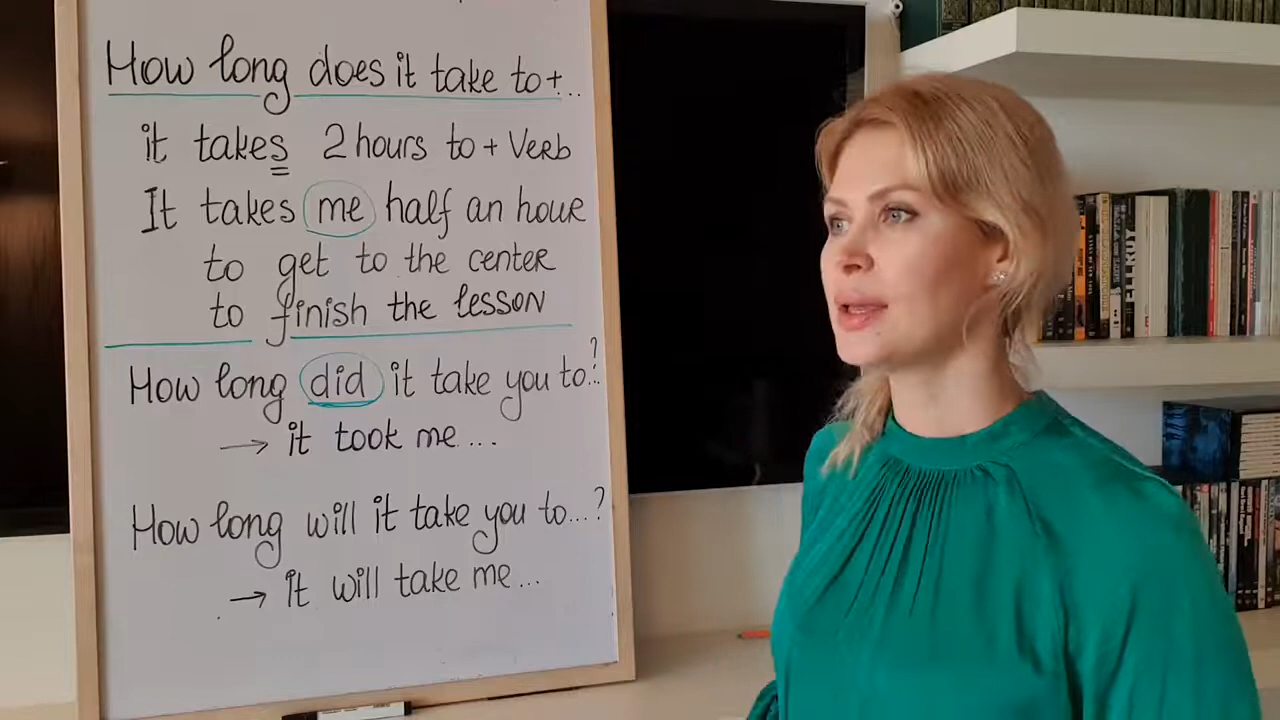 How long does it take to +...
it takes 2 hours to + Verb
It takes me half an hour
to get to the center
to finish the lesson
How long did it take you to...?
→ it took me ...
How long will it take you to...?
→ it will take me ...
ELLROY